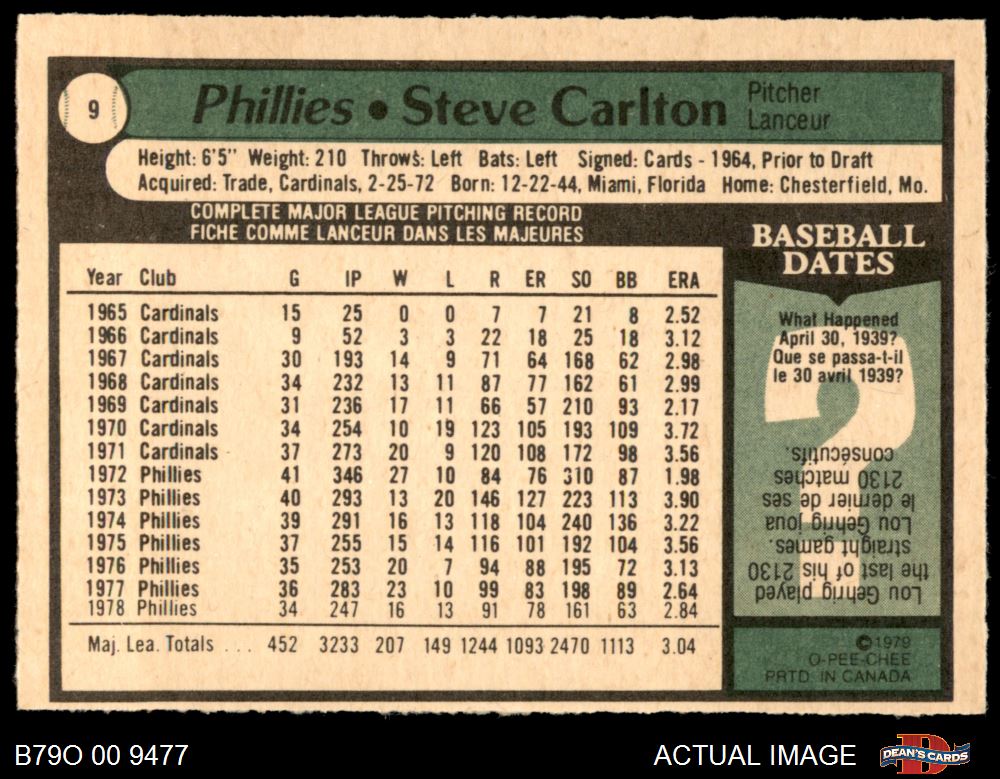 9
Phillies • Steve Carlton
Pitcher
Lanceur
Height: 6'5" Weight: 210 Throws: Left Bats: Left Signed: Cards - 1964, Prior to Draft
Acquired: Trade, Cardinals, 2-25-72 Born: 12-22-44, Miami, Florida Home: Chesterfield, Mo.
COMPLETE MAJOR LEAGUE PITCHING RECORD
FICHE COMME LANCEUR DANS LES MAJEURES
Year Club G IP W L R ER SO BB ERA
1965 Cardinals 15 25 0 0 7 7 21 8 2.52
1966 Cardinals 9 52 3 3 22 18 25 18 3.12
1967 Cardinals 30 193 14 9 71 64 168 62 2.98
1968 Cardinals 34 232 13 11 87 77 162 61 2.99
1969 Cardinals 31 236 17 11 66 57 210 93 2.17
1970 Cardinals 34 254 10 19 123 105 193 109 3.72
1971 Cardinals 37 273 20 9 120 108 172 98 3.56
1972 Phillies 41 346 27 10 84 76 310 87 1.98
1973 Phillies 40 293 13 20 146 127 223 113 3.90
1974 Phillies 39 291 16 13 118 104 240 136 3.22
1975 Phillies 37 255 15 14 116 101 192 104 3.56
1976 Phillies 35 253 20 7 94 88 195 72 3.13
1977 Phillies 36 283 23 10 99 83 198 89 2.64
1978 Phillies 34 247 16 13 91 78 161 63 2.84
Maj. Lea. Totals . . . 452 3233 207 149 1244 1093 2470 1113 3.04
BASEBALL
DATES
What Happened
April 30, 1939?
Que se passa-t-il
le 30 avril 1939?
Lou Gehrig played
the last of his 2130
straight games.
Lou Gehrig joua
le dernier de ses
2130 matches
consécutifs.
©1979
O-PEE-CHEE
PRTD. IN CANADA
B79O 00 9477
ACTUAL IMAGE
DEAN'S CARDS